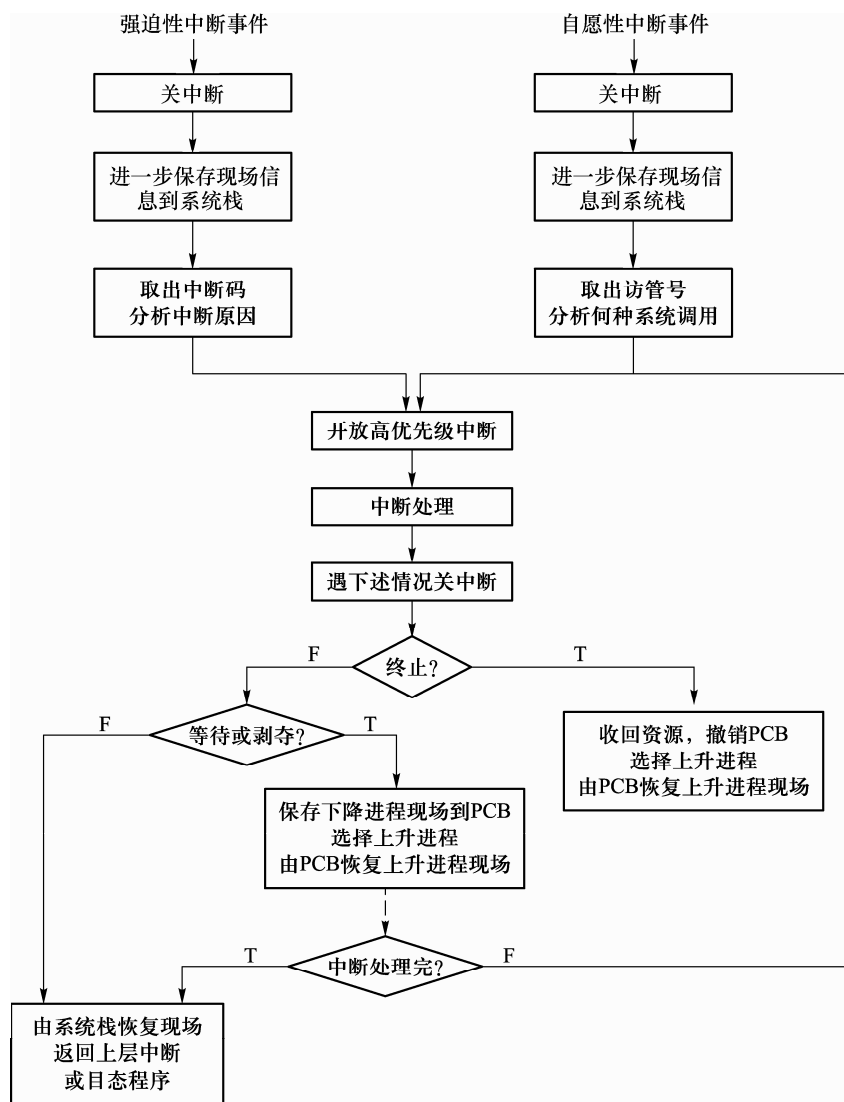 强迫性中断事件
自愿性中断事件
关中断
关中断
进一步保存现场信
息到系统栈
进一步保存现场信
息到系统栈
取出中断码
分析中断原因
取出访管号
分析何种系统调用
开放高优先级中断
中断处理
遇下述情况关中断
F
终止?
T
F
等待或剥夺?
T
收回资源，撤销PCB
选择上升进程
由PCB恢复上升进程现场
保存下降进程现场到PCB
选择上升进程
由PCB恢复上升进程现场
T
中断处理完?
F
由系统栈恢复现场
返回上层中断
或目态程序